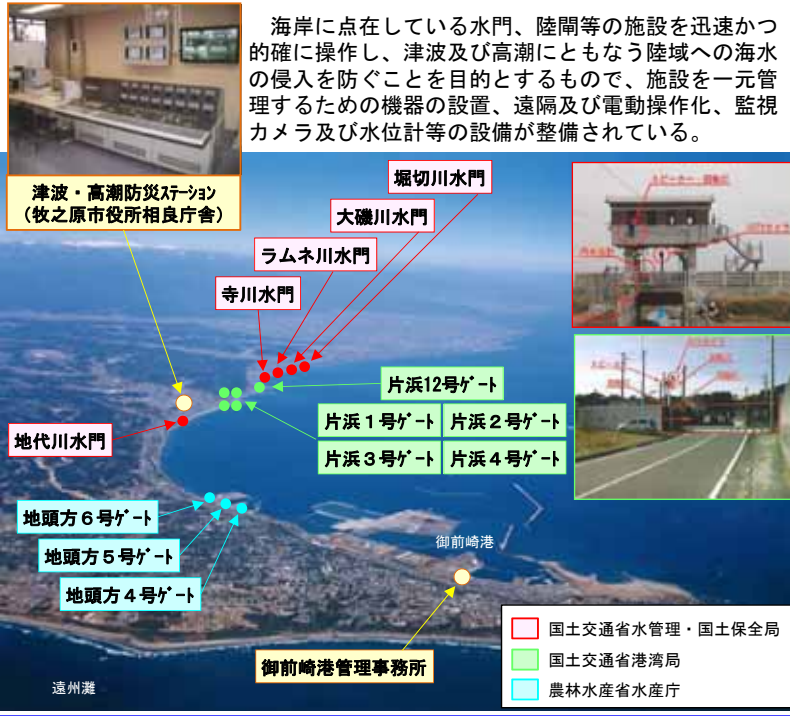 海岸に点在している水門、陸閘等の施設を迅速かつ
的確に操作し、津波及び高潮にともなう陸域への海水
の侵入を防ぐことを目的とするもので、施設を一元管
理するための機器の設置、遠隔及び電動操作化、監視
カメラ及び水位計等の設備が整備されている。
津波・高潮防災ｽﾃｰｼｮﾝ
(牧之原市役所相良庁舎)
堀切川水門
大磯川水門
ラムネ川水門
寺川水門
片浜12号ｹﾞｰﾄ
片浜１号ｹﾞｰﾄ 片浜２号ｹﾞｰﾄ
片浜３号ｹﾞｰﾄ 片浜４号ｹﾞｰﾄ
地代川水門
地頭方６号ｹﾞｰﾄ
地頭方５号ｹﾞｰﾄ
地頭方４号ｹﾞｰﾄ
御前崎港
御前崎港管理事務所
遠州灘
国土交通省水管理・国土保全局
国土交通省港湾局
農林水産省水産庁